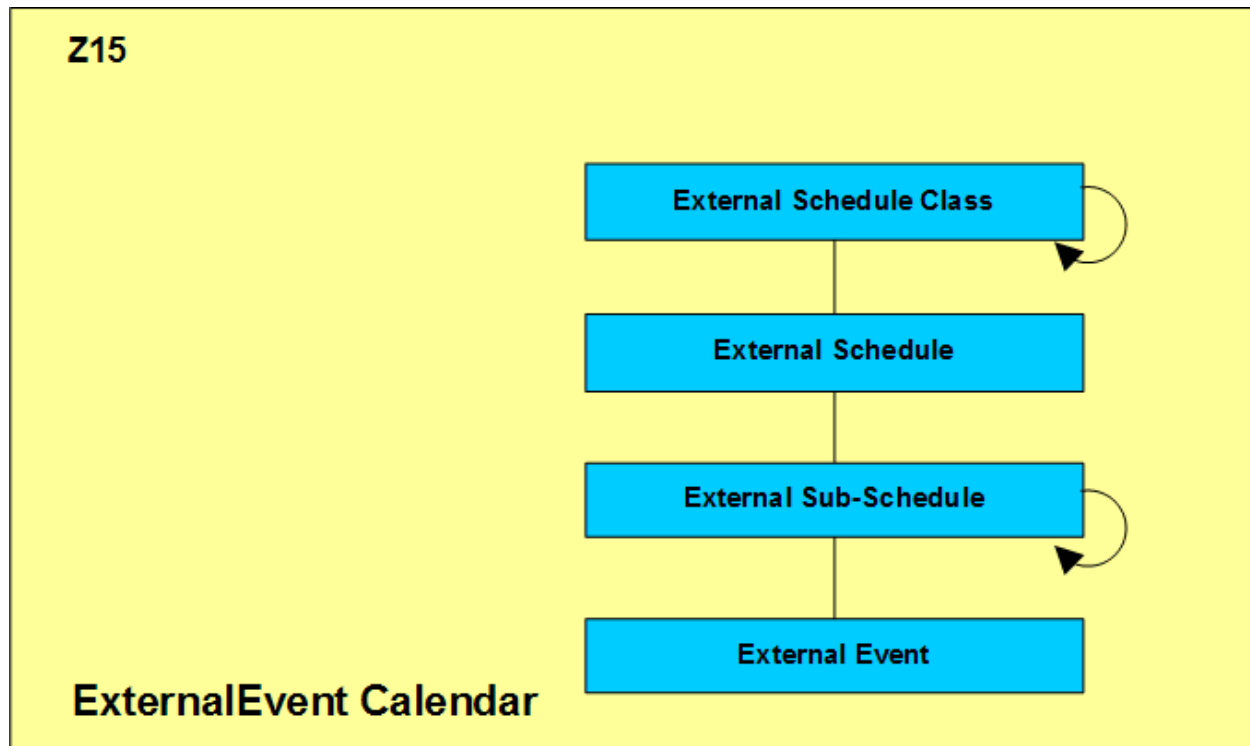 Z15
External Schedule Class
External Schedule
External Sub-Schedule
External Event
ExternalEvent Calendar